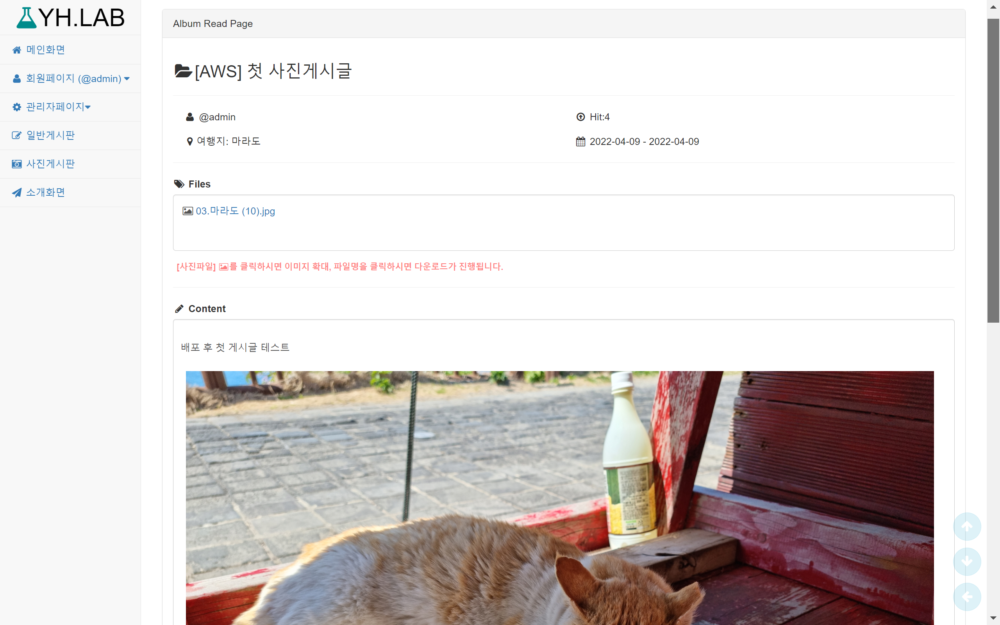 YH.LAB
메인화면
회원페이지 (@admin)
관리자페이지
일반게시판
사진게시판
소개화면
Album Read Page
[AWS] 첫 사진게시글
@admin
Hit:4
여행지: 마라도
2022-04-09 - 2022-04-09
Files
03.마라도 (10).jpg
[사진파일] 를 클릭하시면 이미지 확대, 파일명을 클릭하시면 다운로드가 진행됩니다.
Content
배포 후 첫 게시글 테스트